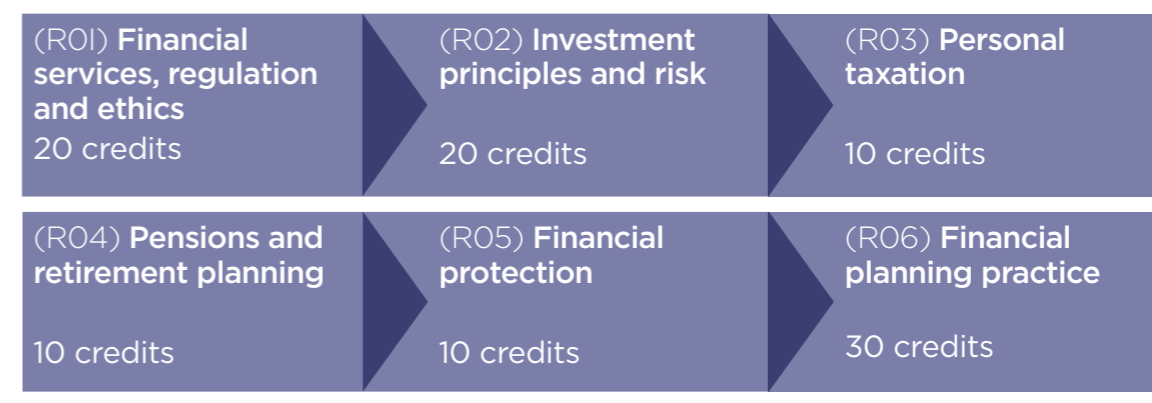 (R01) Financial
services, regulation
and ethics
20 credits
(R02) Investment
principles and risk
20 credits
(R03) Personal
taxation
10 credits
(R04) Pensions and
retirement planning
10 credits
(R05) Financial
protection
10 credits
(R06) Financial
planning practice
30 credits